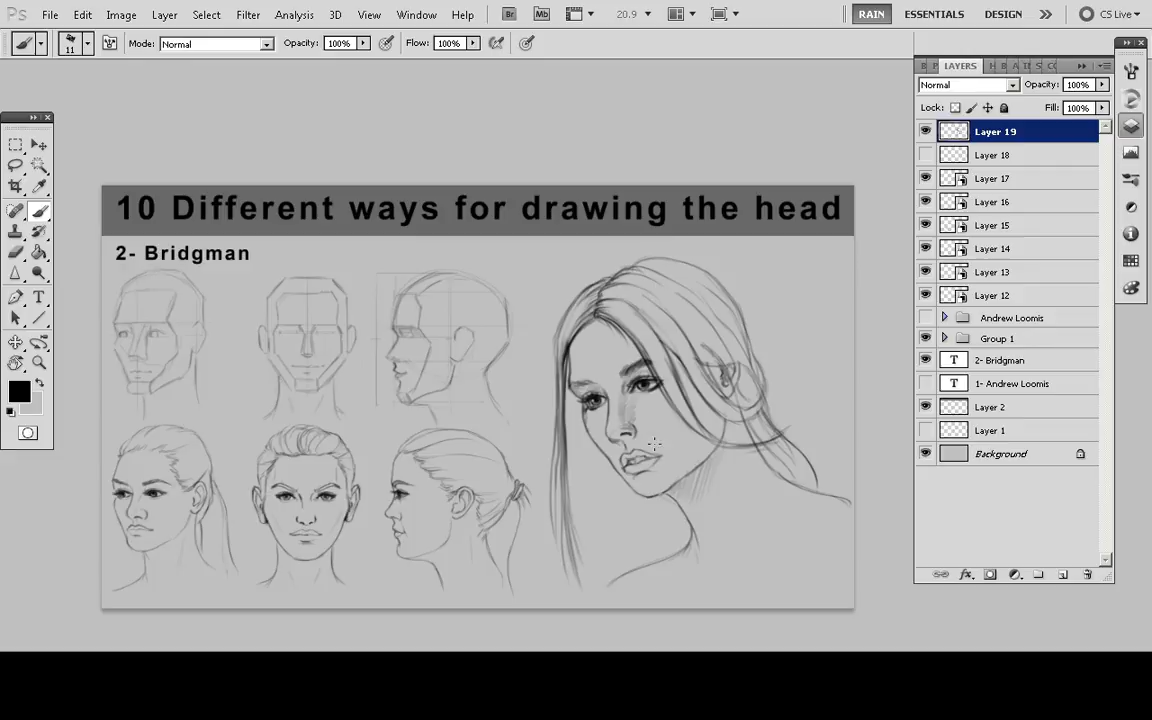 Ps File Edit Image Layer Select Filter Analysis 3D View Window Help Br Mb 20.9 RAIN ESSENTIALS DESIGN CS Live
11 Mode: Normal Opacity: 100% Flow: 100%
LAYERS
Normal Opacity: 100%
Lock: Fill: 100%
Layer 19
Layer 18
Layer 17
Layer 16
Layer 15
Layer 14
Layer 13
Layer 12
Andrew Loomis
Group 1
T 2- Bridgman
T 1- Andrew Loomis
Layer 2
Layer 1
Background
10 Different ways for drawing the head
2- Bridgman